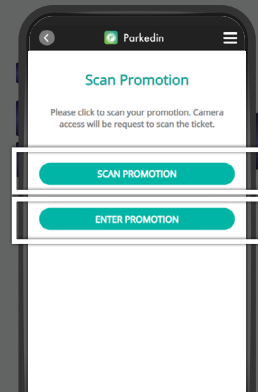 Parkedin
Scan Promotion
Please click to scan your promotion. Camera
access will be request to scan the ticket.
SCAN PROMOTION
ENTER PROMOTION